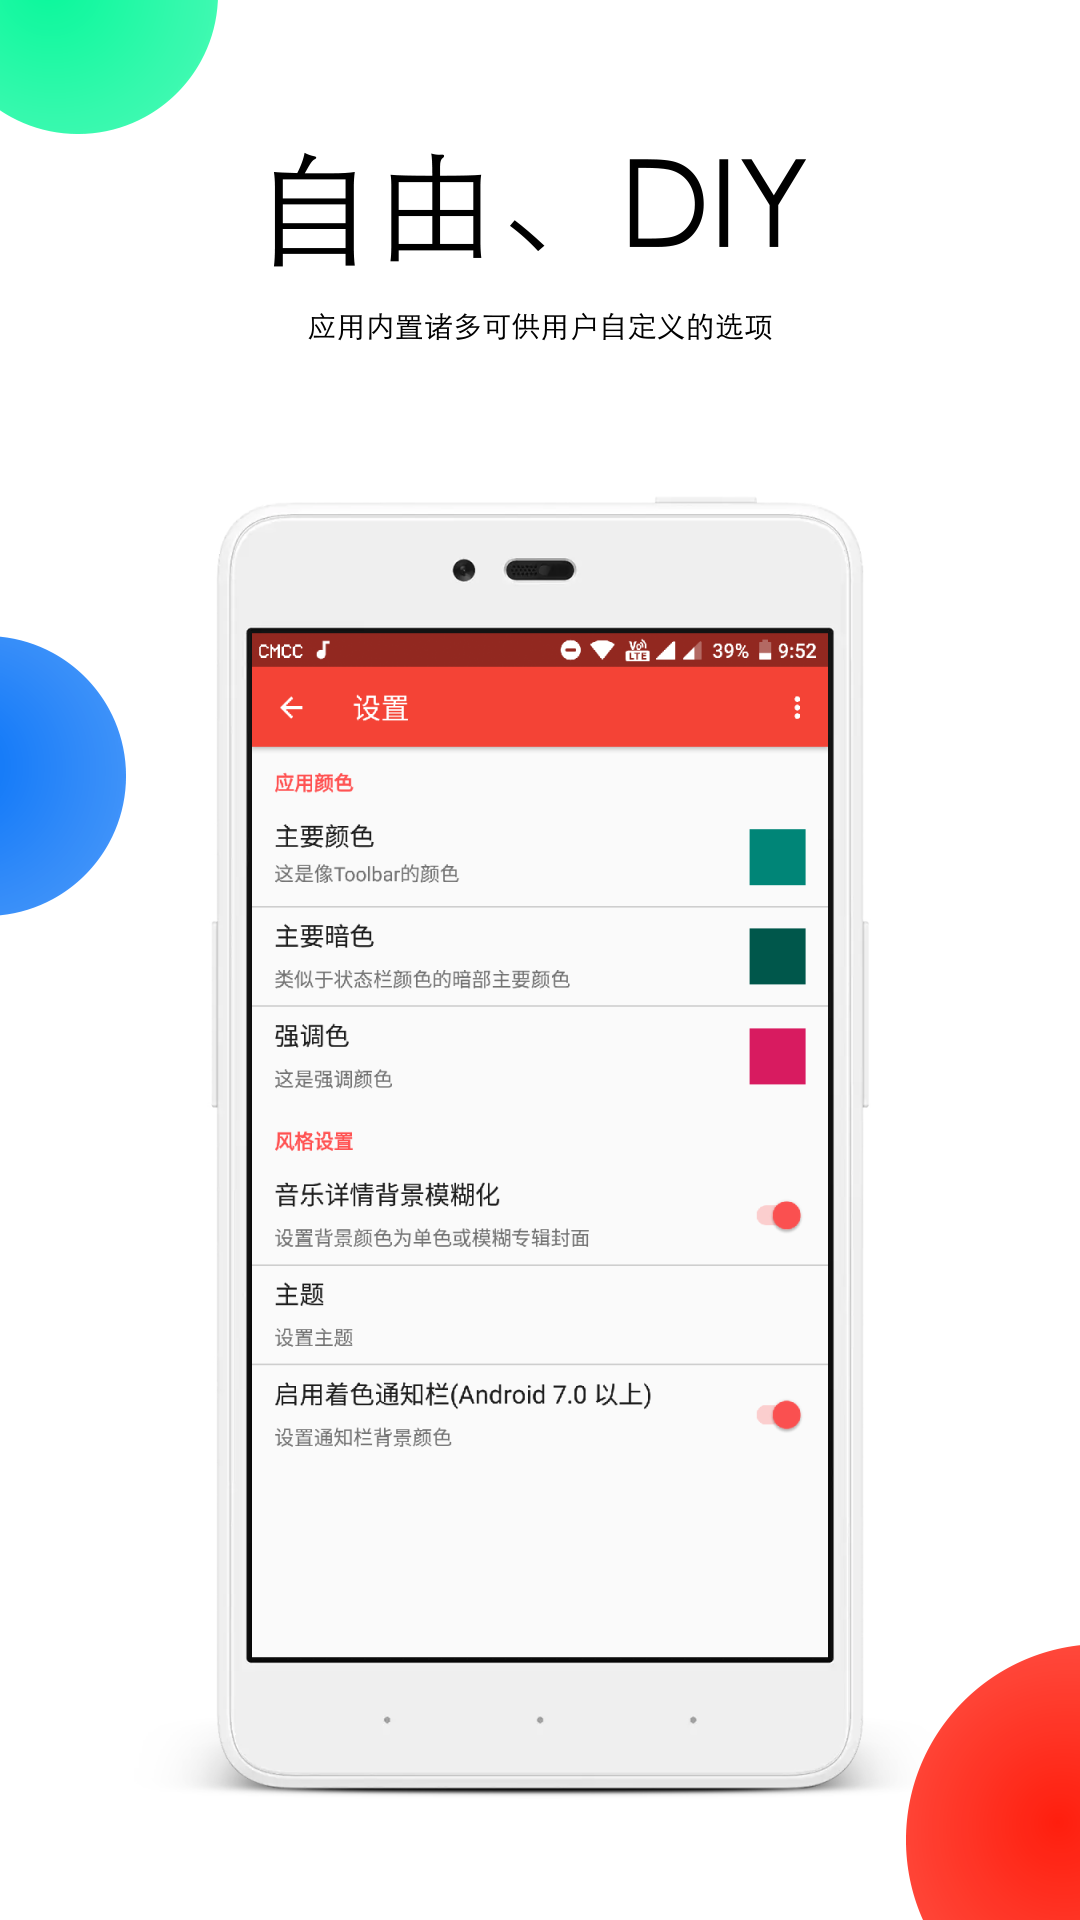 自由、DIY
应用内置诸多可供用户自定义的选项
CMCC 39% 9:52
设置
应用颜色
主要颜色
这是像Toolbar的颜色
主要暗色
类似于状态栏颜色的暗部主要颜色
强调色
这是强调颜色
风格设置
音乐详情背景模糊化
设置背景颜色为单色或模糊专辑封面
主题
设置主题
启用着色通知栏(Android 7.0 以上)
设置通知栏背景颜色